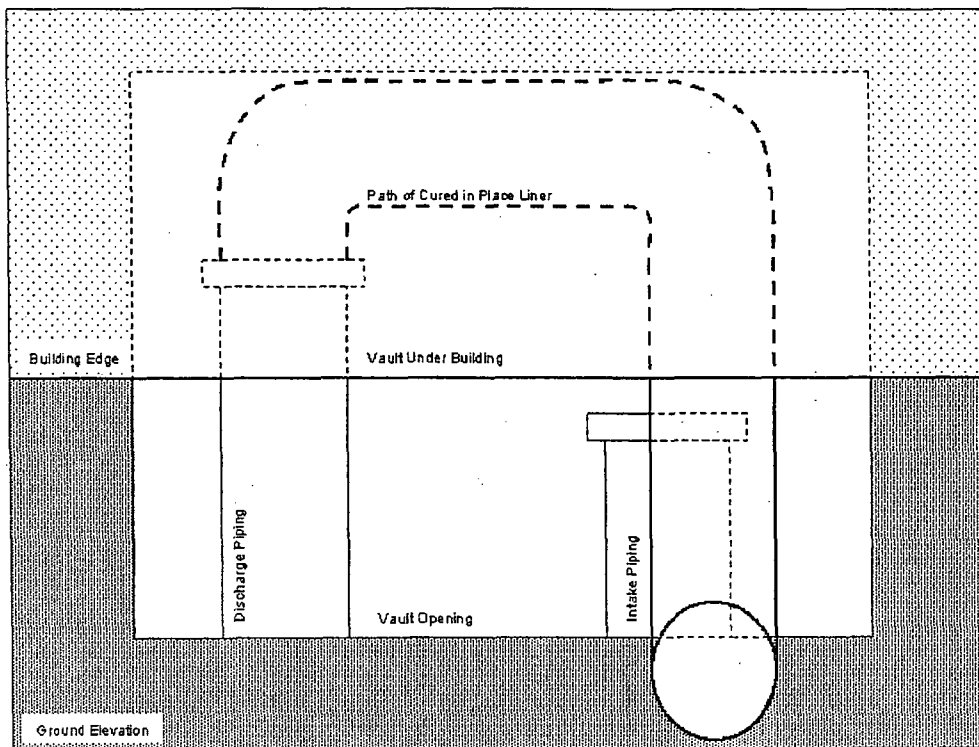 Path of Cured in Place Liner
Building Edge
Vault Under Building
Discharge Piping
Intake Piping
Vault Opening
Ground Elevation